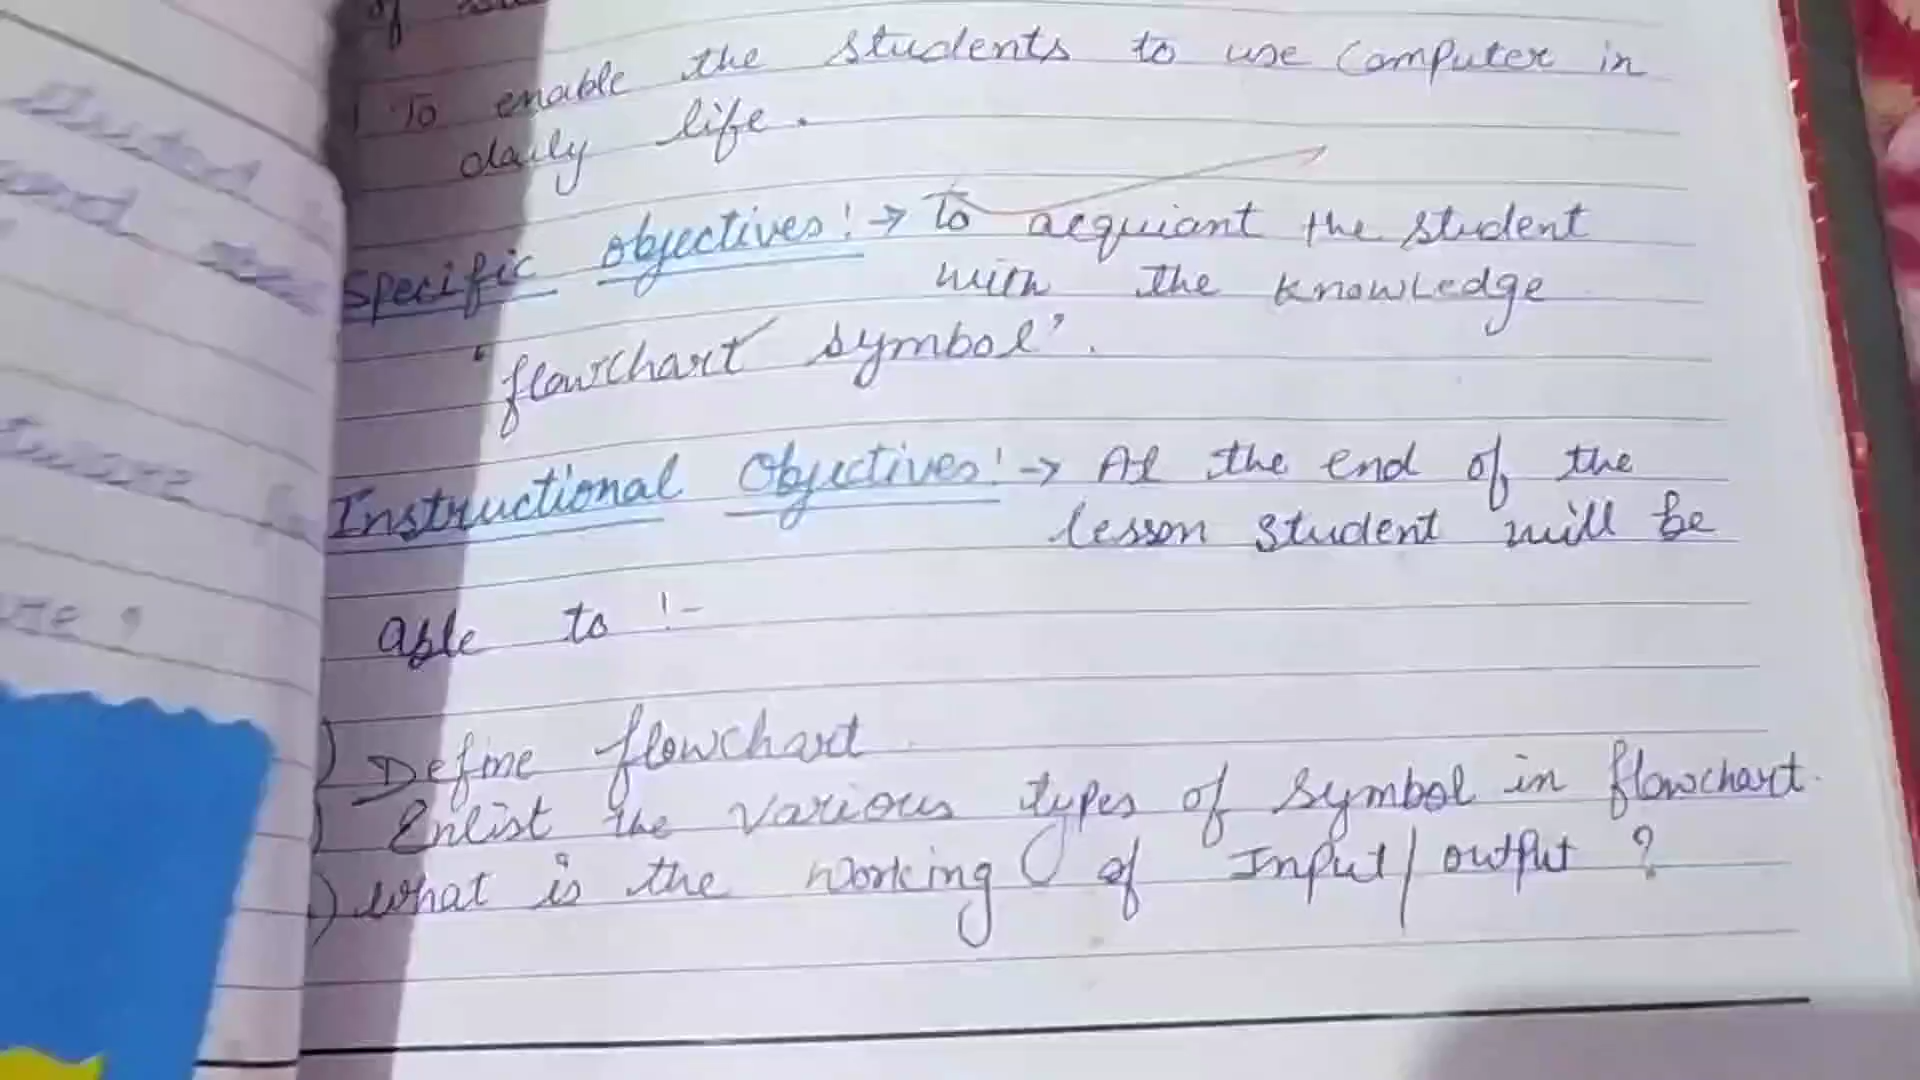 of
To enable the students to use Computer in
daily life.
Specific objectives:→ To acquiant the student
with the knowledge
"flowchart symbol".
Instructional Objectives:→ At the end of the
lesson student will be
able to :-
) Define flowchart
) Enlist the various types of symbol in flowchart.
) What is the working of Input/output ?